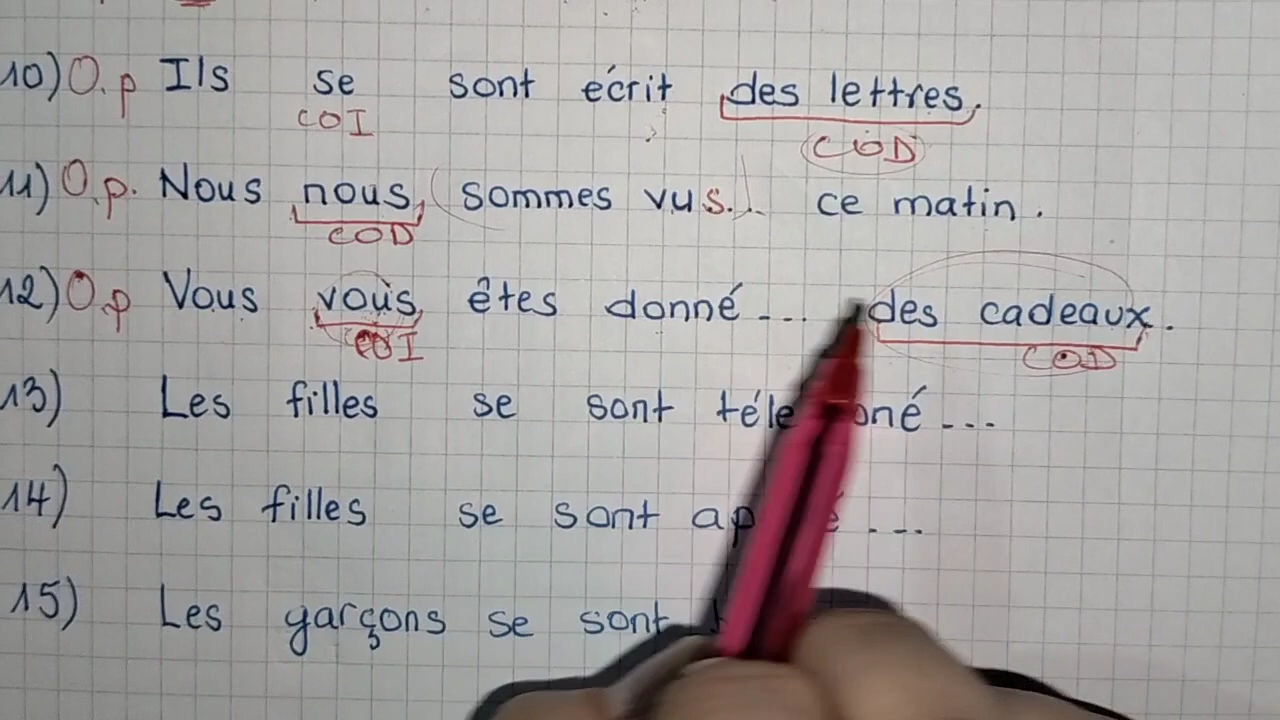 10) O.p Ils se sont écrit des lettres.
COI COD
11) O.p. Nous nous (sommes vus.).. ce matin.
COD
12) O.p Vous vous êtes donné... des cadeaux.
COI COD
13) Les filles se sont ...
14) Les filles se sont ...
15) Les garçons se sont